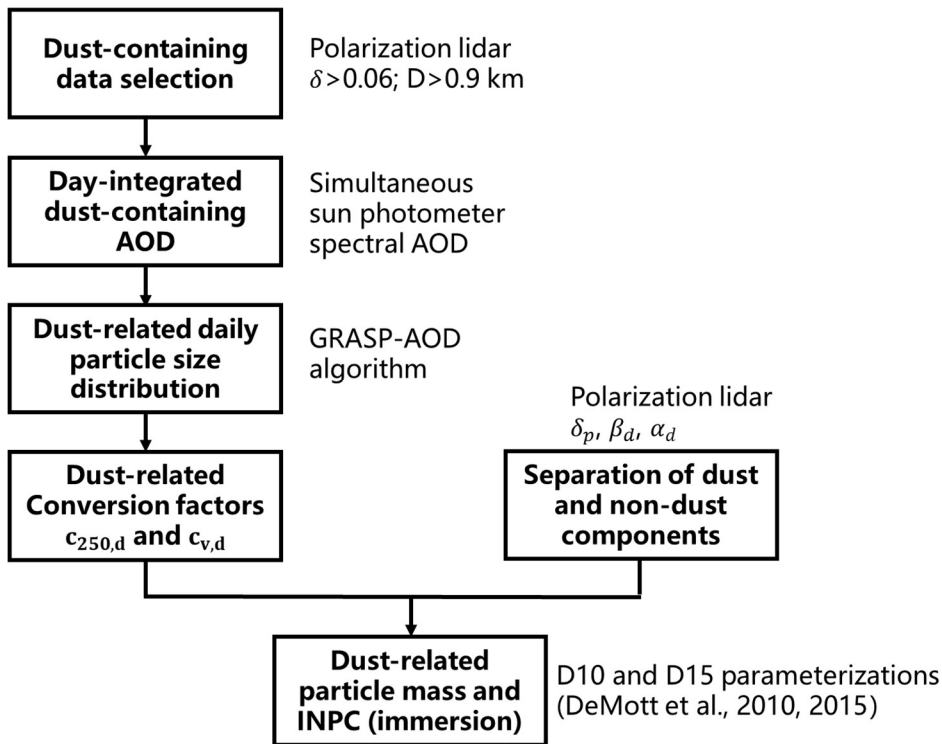 Dust-containing
data selection
Polarization lidar
δ>0.06; D>0.9 km
Day-integrated
dust-containing
AOD
Simultaneous
sun photometer
spectral AOD
Dust-related daily
particle size
distribution
GRASP-AOD
algorithm
Dust-related
Conversion factors
c₂₅₀,d and cᵥ,d
Polarization lidar
δₚ, β_d, α_d
Separation of dust
and non-dust
components
Dust-related
particle mass and
INPC (immersion)
D10 and D15 parameterizations
(DeMott et al., 2010, 2015)